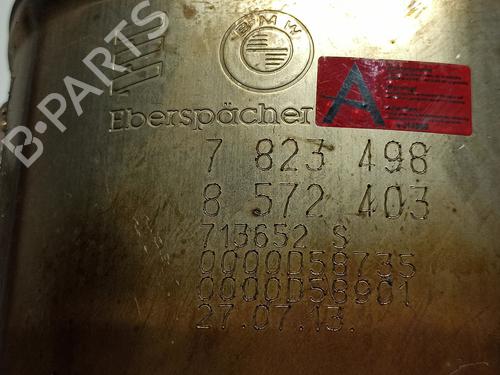 BMW
Eberspächer
A
B-PARTS
7 823 498
8 572 403
713652 S
0000D58735
0000D58901
27.07.13.